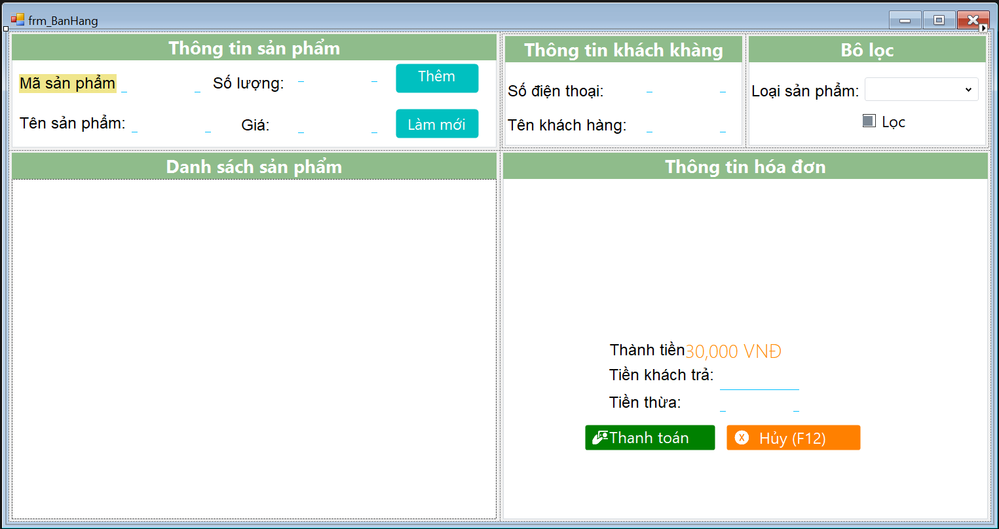 frm_BanHang
Thông tin sản phẩm
Mã sản phẩm
Số lượng:
Thêm
Tên sản phẩm:
Giá:
Làm mới
Thông tin khách khàng
Số điện thoại:
Tên khách hàng:
Bô lọc
Loại sản phẩm:
Lọc
Danh sách sản phẩm
Thông tin hóa đơn
Thành tiền30,000 VNĐ
Tiền khách trả:
Tiền thừa:
Thanh toán
X Hủy (F12)